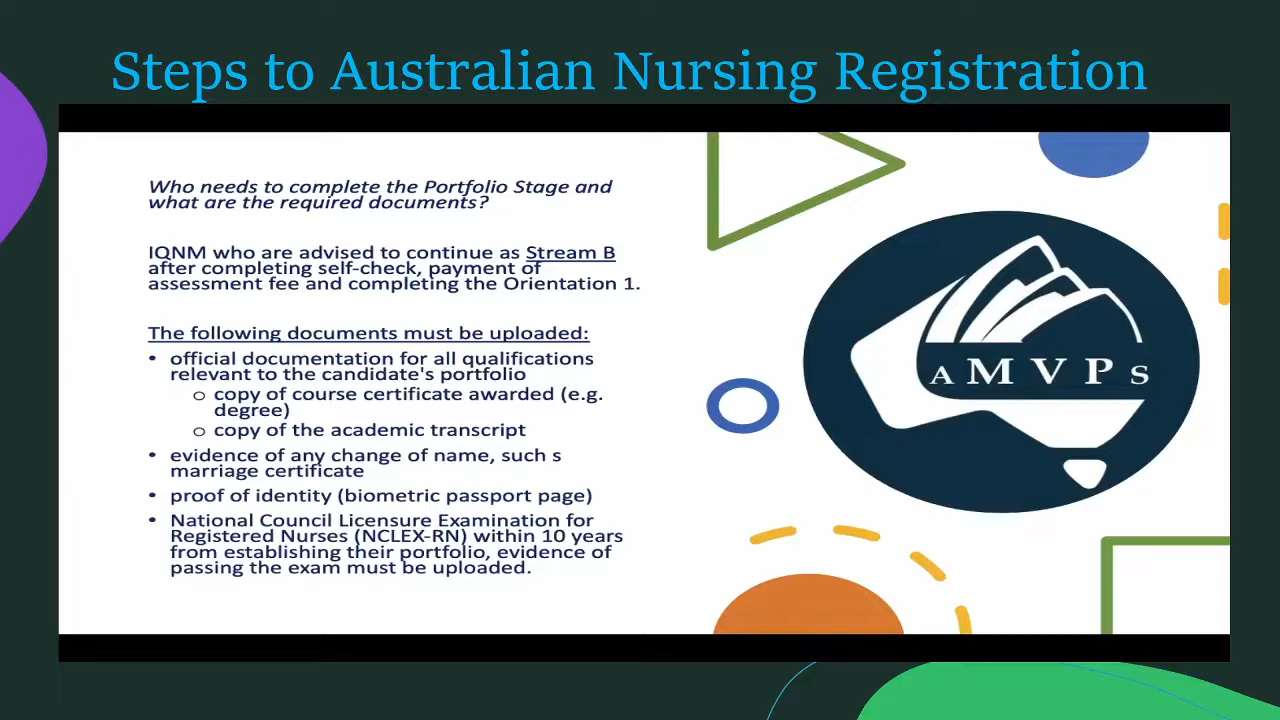 Steps to Australian Nursing Registration
Who needs to complete the Portfolio Stage and
what are the required documents?
IQNM who are advised to continue as Stream B
after completing self-check, payment of
assessment fee and completing the Orientation 1.
The following documents must be uploaded:
• official documentation for all qualifications
relevant to the candidate's portfolio
o copy of course certificate awarded (e.g.
degree)
o copy of the academic transcript
• evidence of any change of name, such s
marriage certificate
• proof of identity (biometric passport page)
• National Council Licensure Examination for
Registered Nurses (NCLEX-RN) within 10 years
from establishing their portfolio, evidence of
passing the exam must be uploaded.
AMVPS